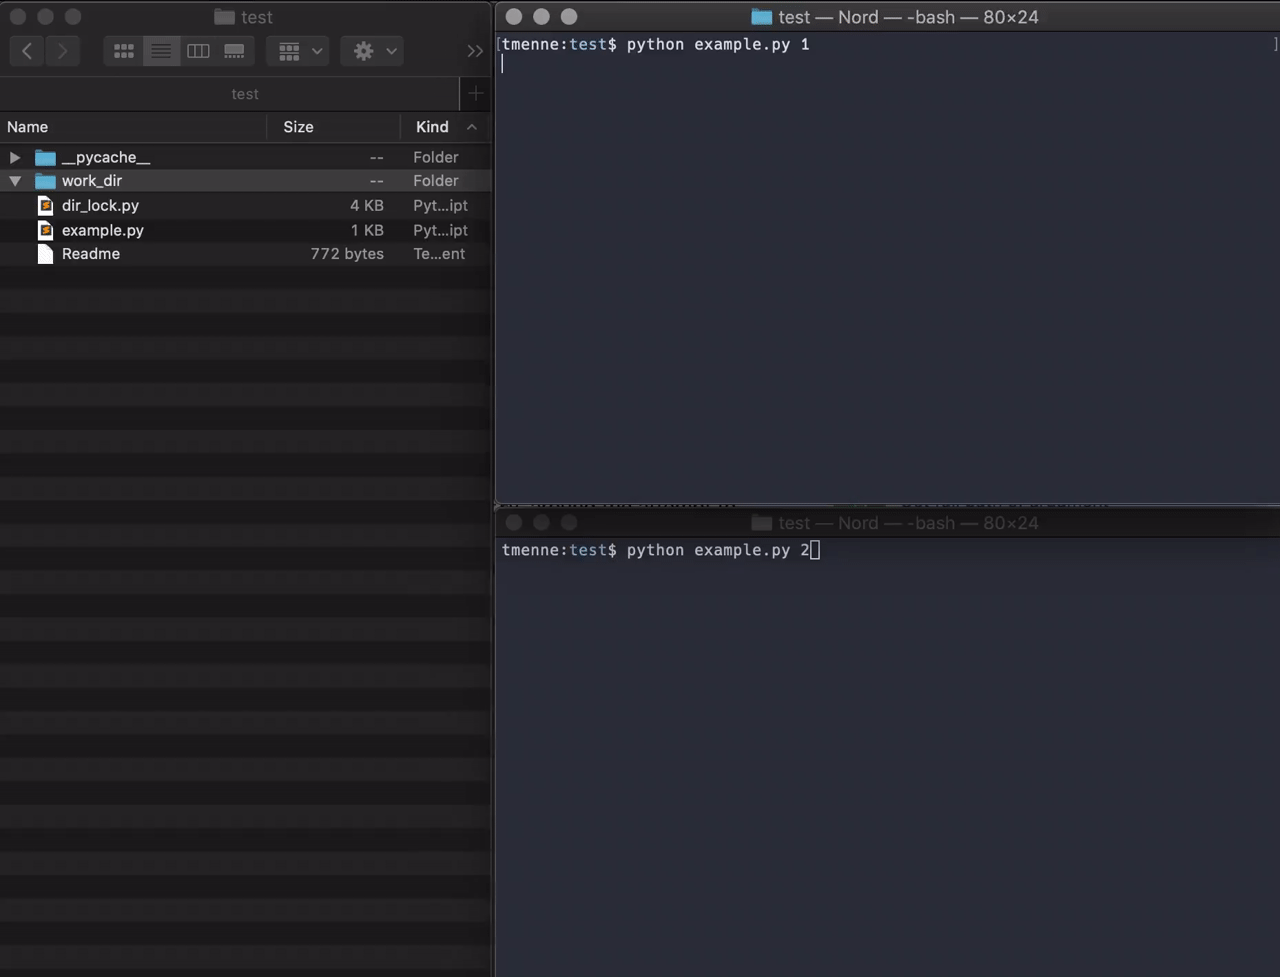 test
test
Name Size Kind
__pycache__ -- Folder
work_dir -- Folder
dir_lock.py 4 KB Pyt...ipt
example.py 1 KB Pyt...ipt
Readme 772 bytes Te...ent
test — Nord — -bash — 80×24
[tmenne:test$ python example.py 1 ]
test — Nord — -bash — 80×24
tmenne:test$ python example.py 2